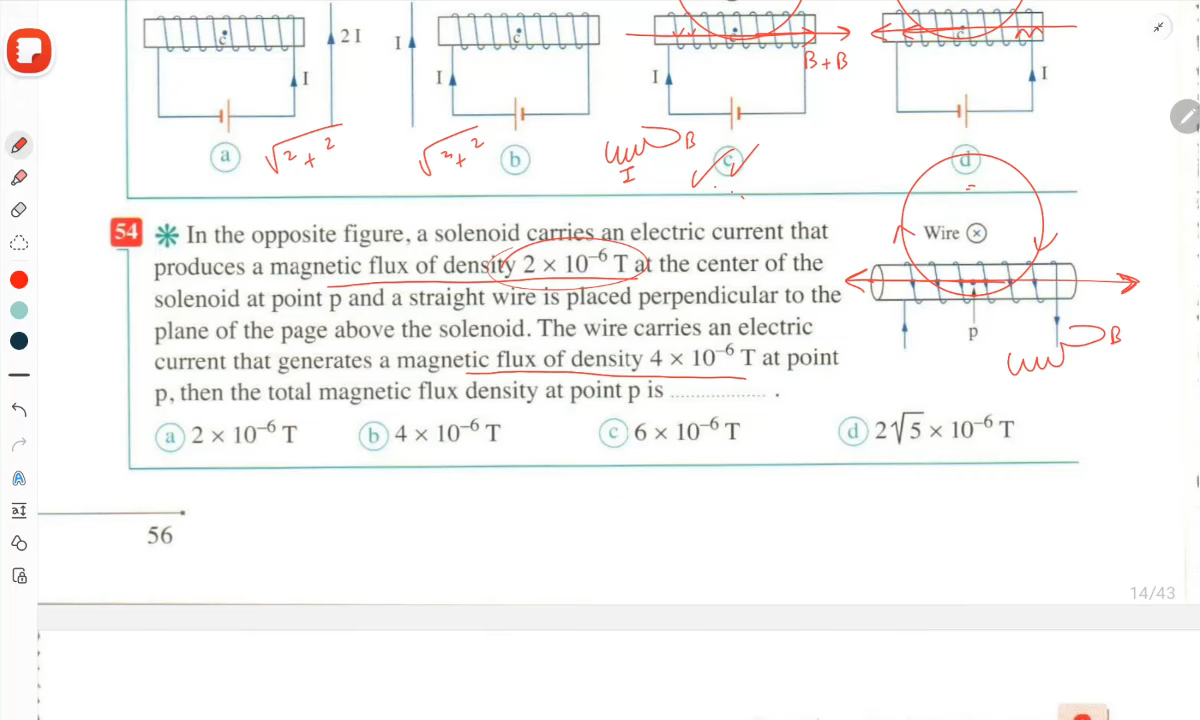 c 2 I I c I c I B + B c I
I
a √2 + 2 √2 + 2 b I B c d
54 ✻ In the opposite figure, a solenoid carries an electric current that
produces a magnetic flux of density 2 × 10⁻⁶ T at the center of the
solenoid at point p and a straight wire is placed perpendicular to the
plane of the page above the solenoid. The wire carries an electric
current that generates a magnetic flux of density 4 × 10⁻⁶ T at point
p, then the total magnetic flux density at point p is .................. .
Wire ⊗
p
B
a 2 × 10⁻⁶ T b 4 × 10⁻⁶ T c 6 × 10⁻⁶ T d 2√5 × 10⁻⁶ T
56
14/43